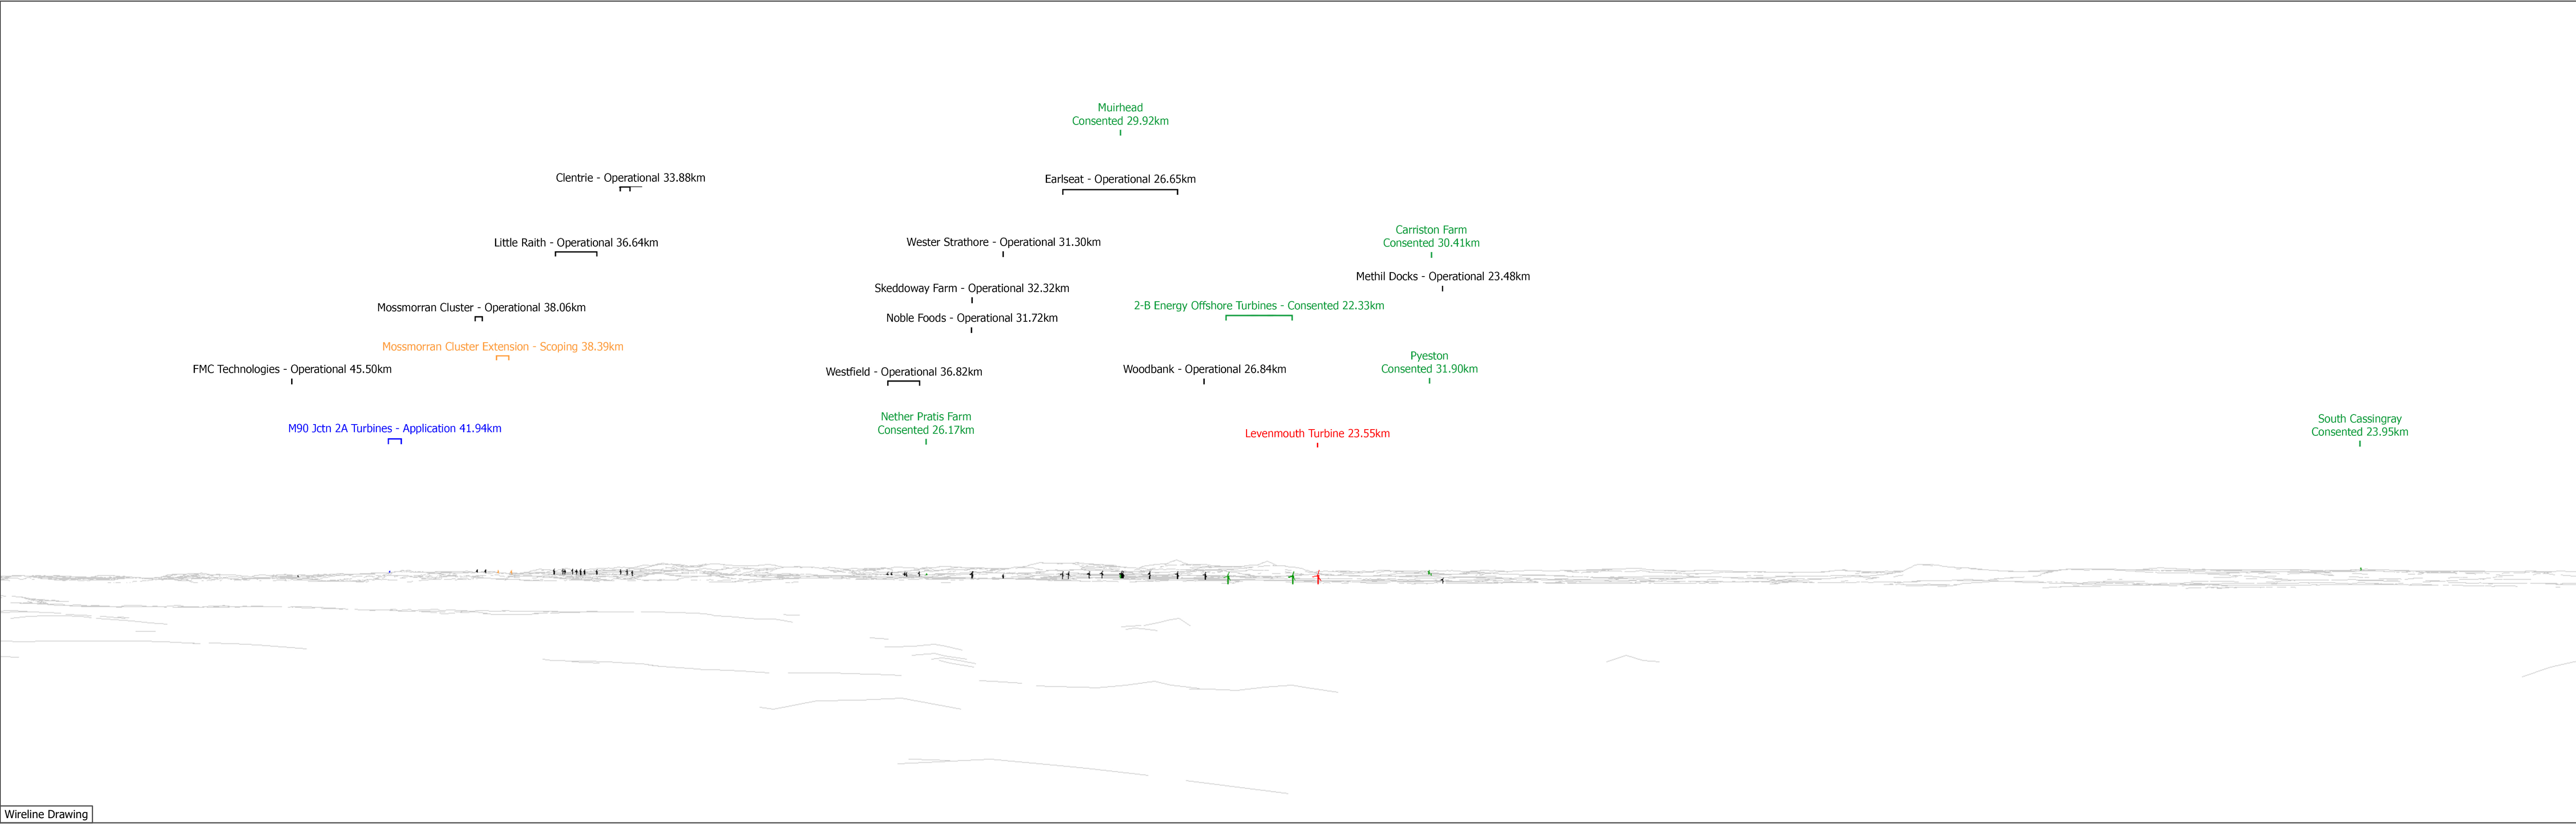 Muirhead
Consented 29.92km
Clentrie - Operational 33.88km
Earlseat - Operational 26.65km
Carriston Farm
Consented 30.41km
Little Raith - Operational 36.64km
Wester Strathore - Operational 31.30km
Methil Docks - Operational 23.48km
Skeddoway Farm - Operational 32.32km
Mossmorran Cluster - Operational 38.06km
2-B Energy Offshore Turbines - Consented 22.33km
Noble Foods - Operational 31.72km
Mossmorran Cluster Extension - Scoping 38.39km
Pyeston
Consented 31.90km
FMC Technologies - Operational 45.50km
Westfield - Operational 36.82km
Woodbank - Operational 26.84km
Nether Pratis Farm
Consented 26.17km
South Cassingray
Consented 23.95km
M90 Jctn 2A Turbines - Application 41.94km
Levenmouth Turbine 23.55km
Wireline Drawing